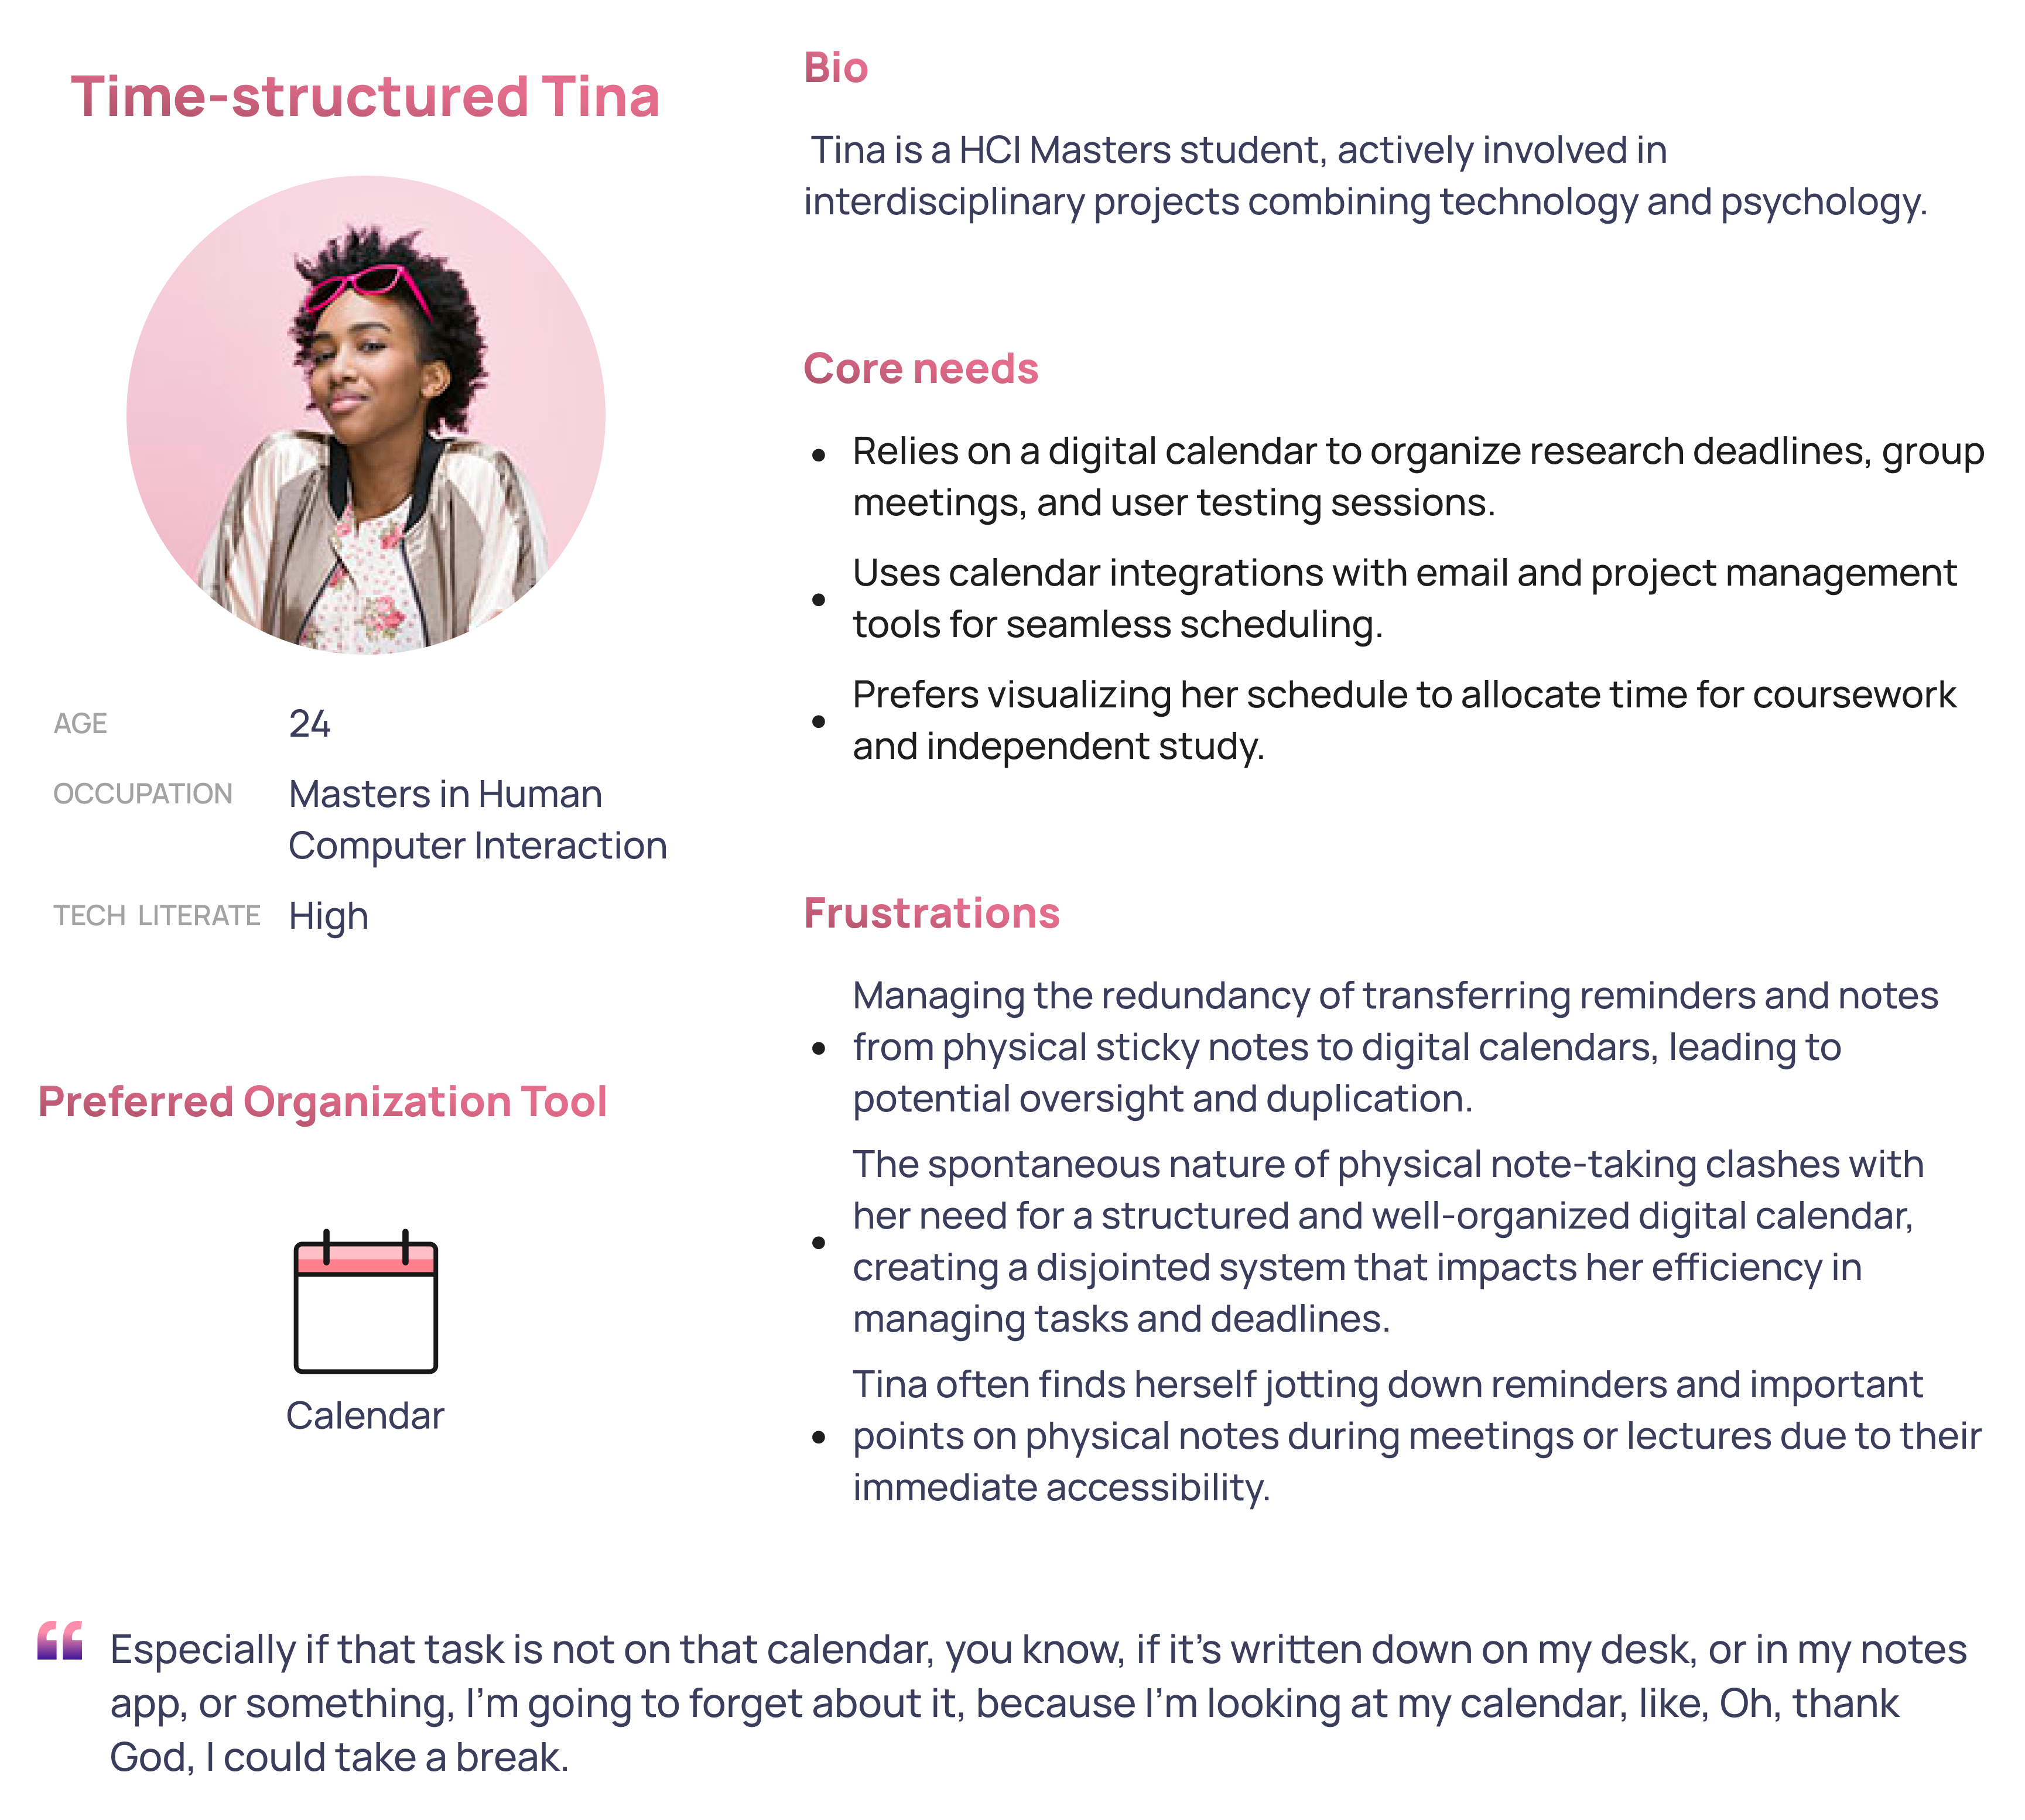 Time-structured Tina
AGE 24
OCCUPATION Masters in Human
Computer Interaction
TECH LITERATE High
Preferred Organization Tool
Calendar
Bio
Tina is a HCI Masters student, actively involved in
interdisciplinary projects combining technology and psychology.
Core needs
• Relies on a digital calendar to organize research deadlines, group
meetings, and user testing sessions.
• Uses calendar integrations with email and project management
tools for seamless scheduling.
• Prefers visualizing her schedule to allocate time for coursework
and independent study.
Frustrations
• Managing the redundancy of transferring reminders and notes
from physical sticky notes to digital calendars, leading to
potential oversight and duplication.
• The spontaneous nature of physical note-taking clashes with
her need for a structured and well-organized digital calendar,
creating a disjointed system that impacts her efficiency in
managing tasks and deadlines.
• Tina often finds herself jotting down reminders and important
points on physical notes during meetings or lectures due to their
immediate accessibility.
“ Especially if that task is not on that calendar, you know, if it’s written down on my desk, or in my notes
app, or something, I’m going to forget about it, because I’m looking at my calendar, like, Oh, thank
God, I could take a break.